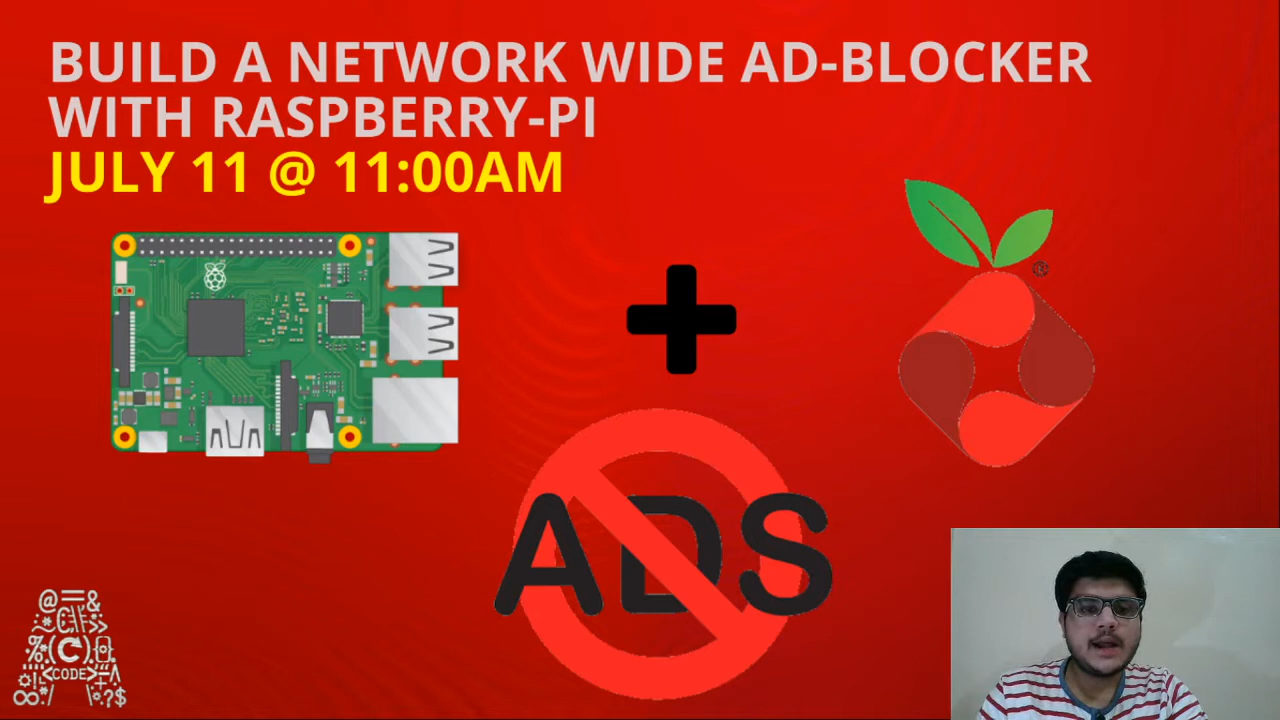 BUILD A NETWORK WIDE AD-BLOCKER
WITH RASPBERRY-PI
JULY 11 @ 11:00AM
ADS
<CODE>